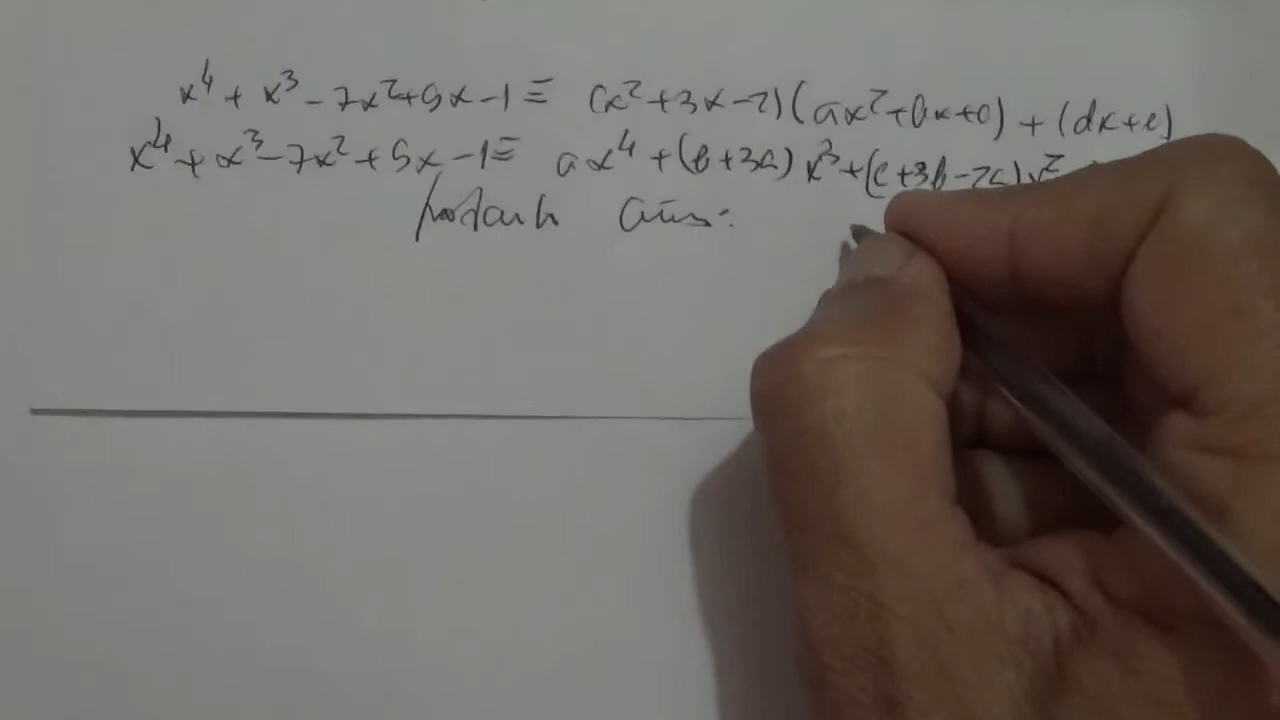 x⁴ + x³ - 7x² + 9x - 1 ≡ (x² + 3x - 2)(ax² + bx + c) + (dx + e)
x⁴ + x³ - 7x² + 9x - 1 ≡ ax⁴ + (b + 3a)x³ + (c + 3b - 2a)x²